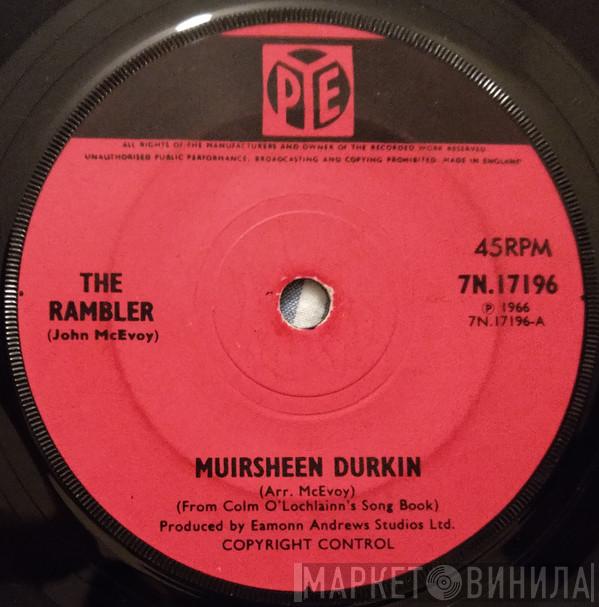 PYE
ALL RIGHTS OF THE MANUFACTURERS AND OWNER OF THE RECORDED WORK RESERVED
UNAUTHORISED PUBLIC PERFORMANCE, BROADCASTING AND COPYING PROHIBITED. MADE IN ENGLAND
45RPM
THE
RAMBLER
(John McEvoy)
7N.17196
℗ 1966
7N.17196-A
MUIRSHEEN DURKIN
(Arr. McEvoy)
(From Colm O'Lochlainn's Song Book)
Produced by Eamonn Andrews Studios Ltd.
COPYRIGHT CONTROL
МАРКЕТ ВИНИЛА